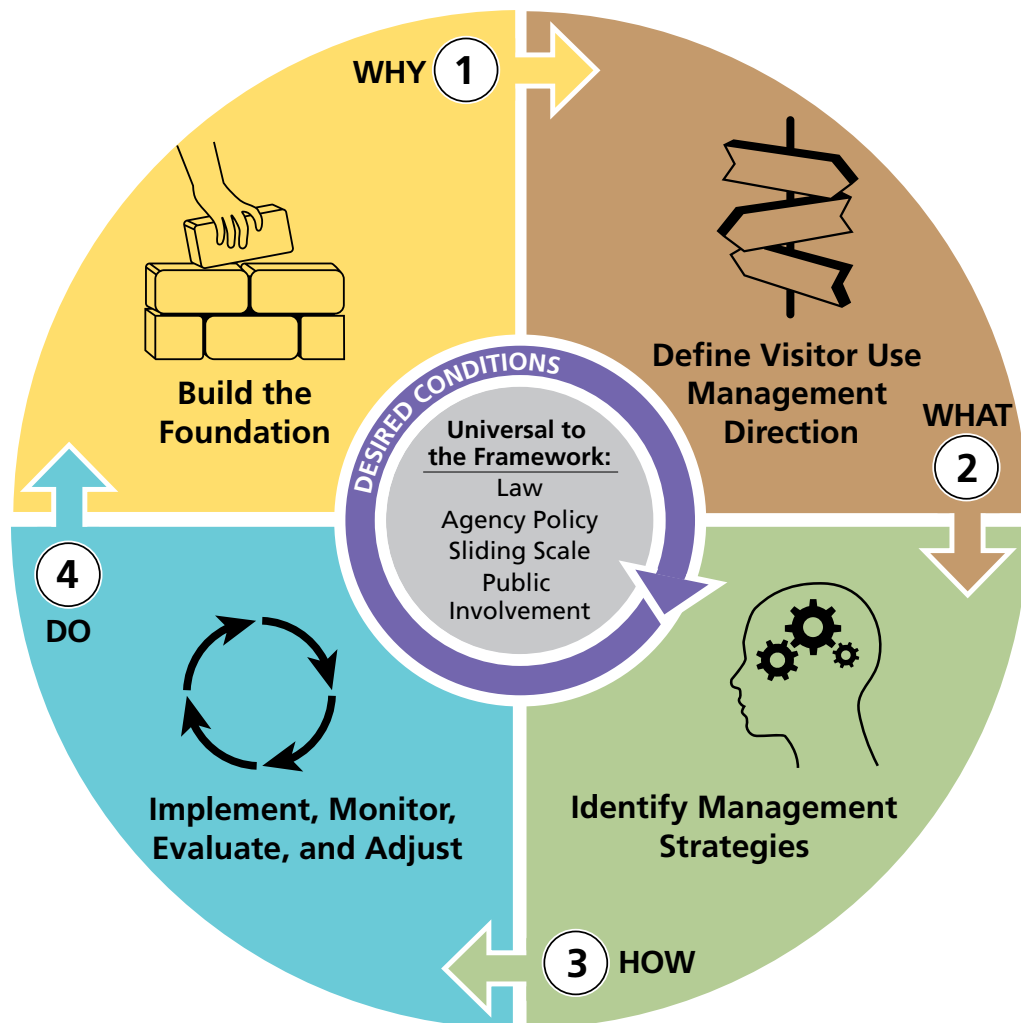 WHY 1
Build the
Foundation
Define Visitor Use
Management
Direction
WHAT
2
Identify Management
Strategies
3 HOW
Implement, Monitor,
Evaluate, and Adjust
4
DO
DESIRED CONDITIONS
Universal to
the Framework:
Law
Agency Policy
Sliding Scale
Public
Involvement